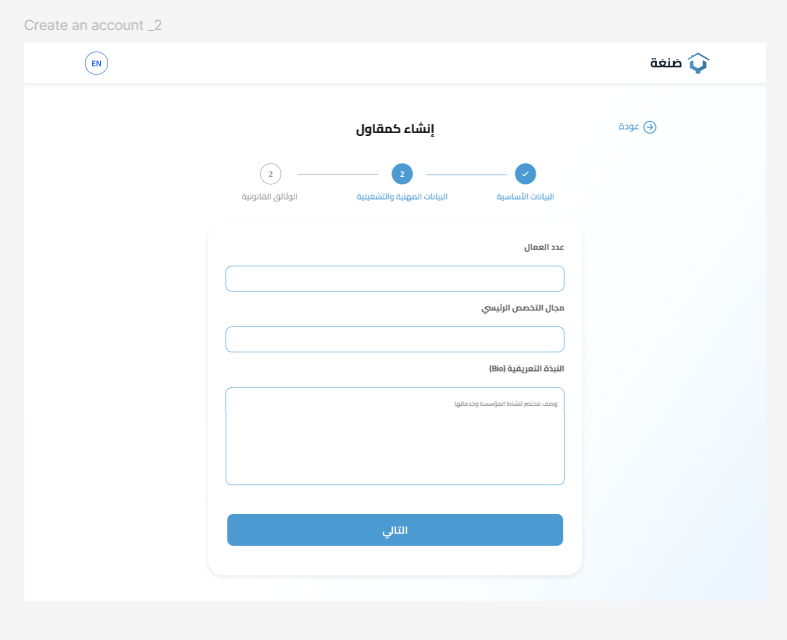 Create an account _2
صنعة
EN
عودة
إنشاء كمقاول
2
2
البيانات الأساسية
البيانات المهنية والتشغيلية
الوثائق القانونية
عدد العمال
مجال التخصص الرئيسي
النبذة التعريفية (Bio)
وصف مختصر لنشاط المؤسسة وخدماتها
التالي